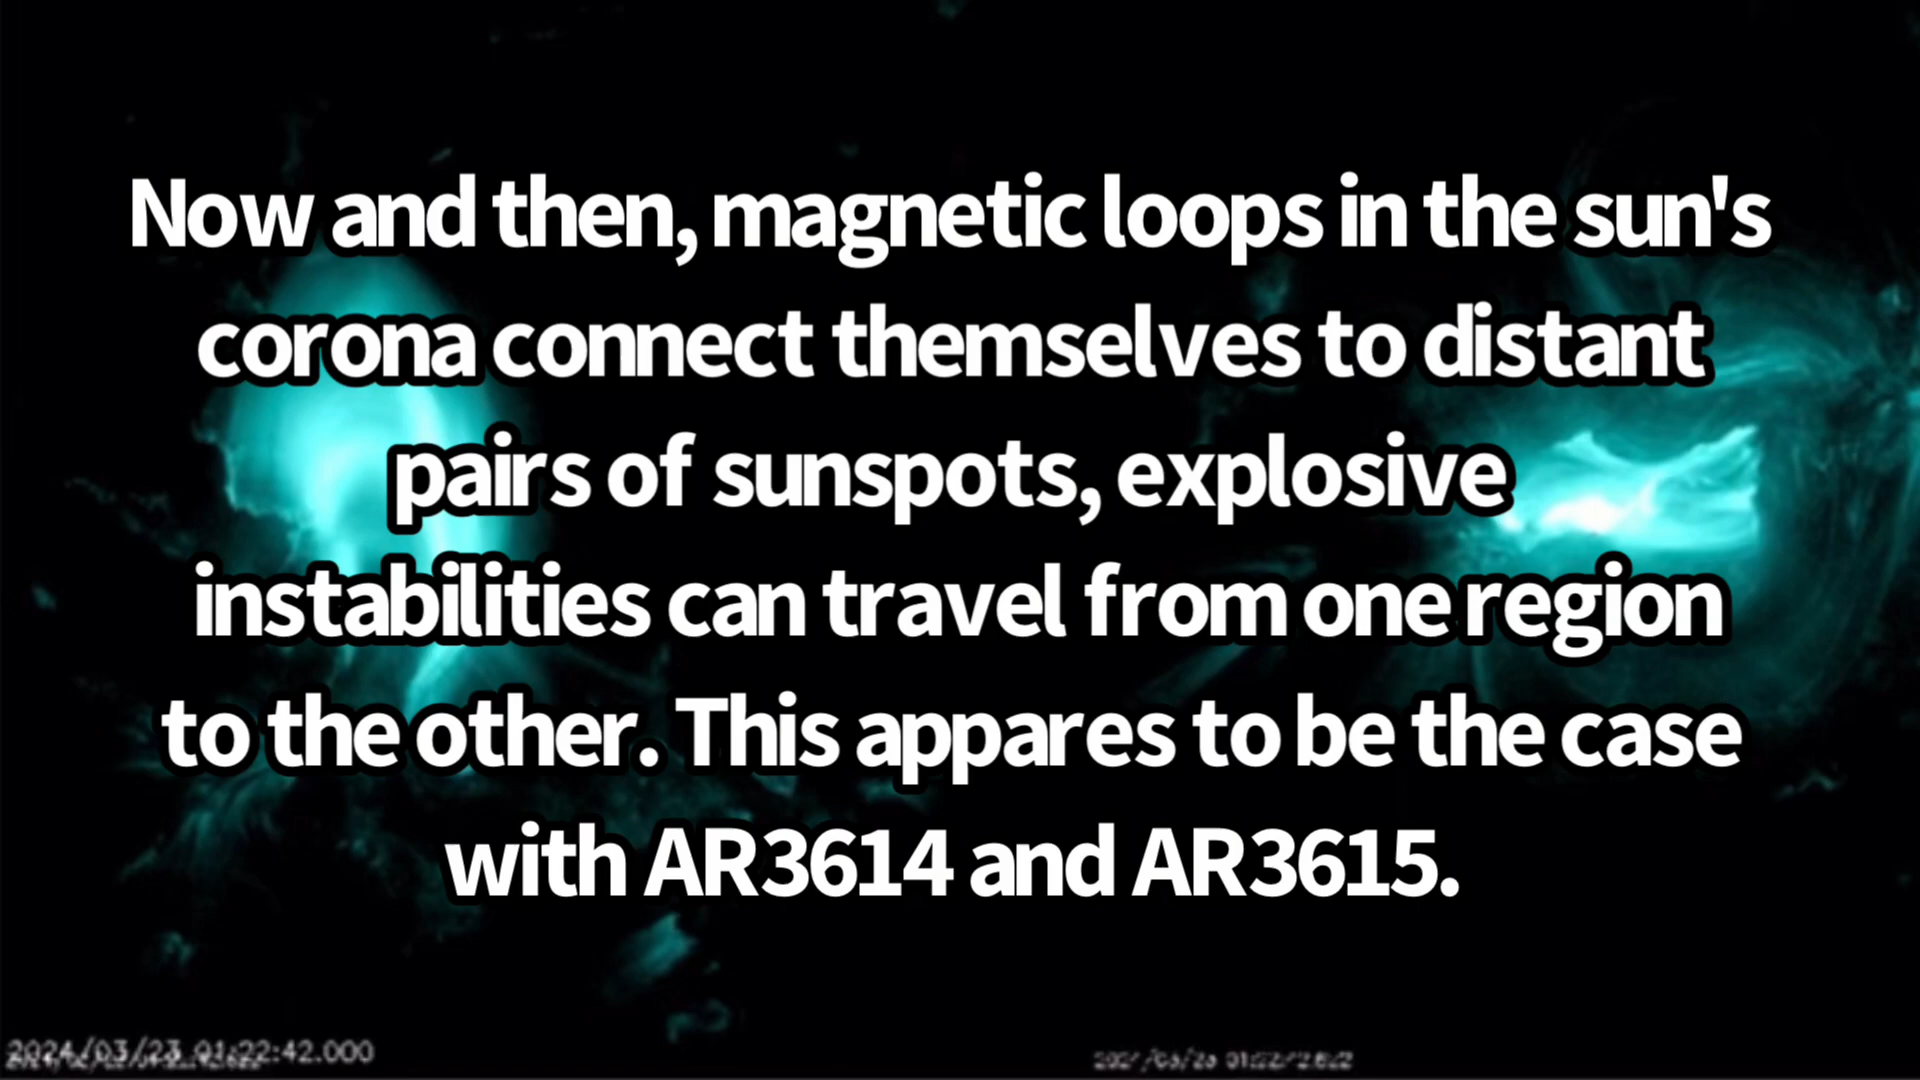 Now and then, magnetic loops in the sun's
corona connect themselves to distant
pairs of sunspots, explosive
instabilities can travel from one region
to the other. This appares to be the case
with AR3614 and AR3615.
2024/03/23 01:22:42.000